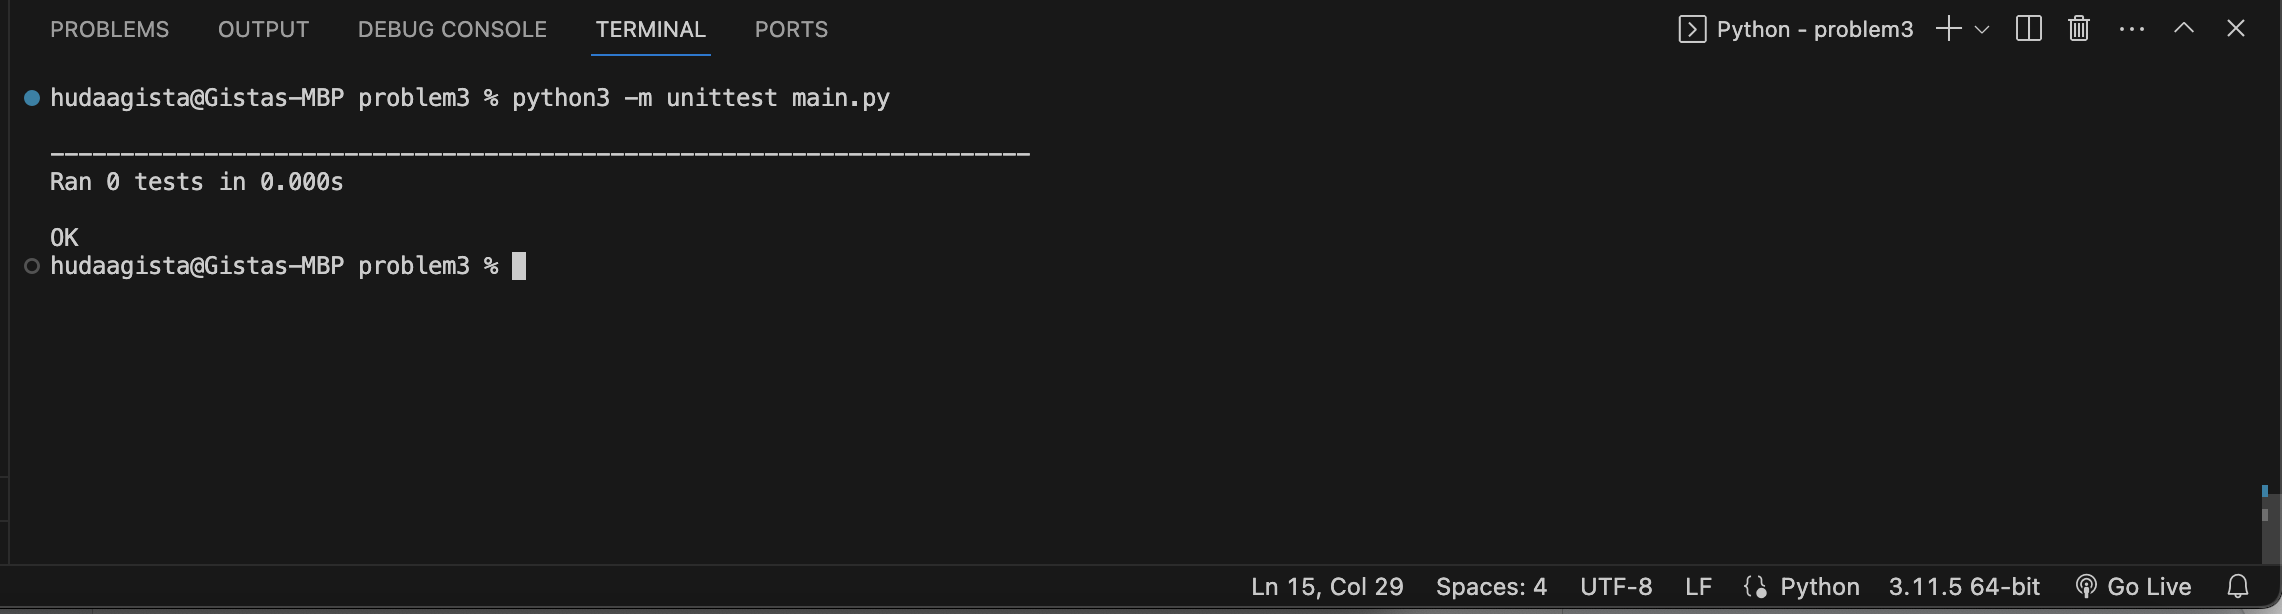 PROBLEMS OUTPUT DEBUG CONSOLE TERMINAL PORTS Python - problem3
hudaagista@Gistas-MBP problem3 % python3 -m unittest main.py
----------------------------------------------------------------------
Ran 0 tests in 0.000s
OK
hudaagista@Gistas-MBP problem3 %
Ln 15, Col 29 Spaces: 4 UTF-8 LF Python 3.11.5 64-bit Go Live